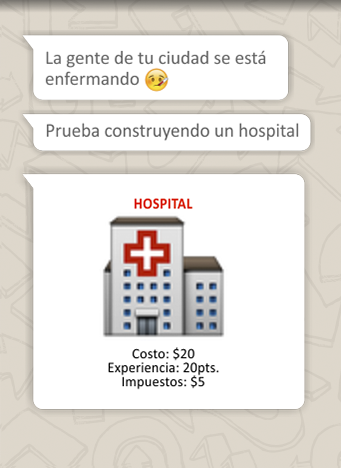 La gente de tu ciudad se está
enfermando 🤒
Prueba construyendo un hospital
HOSPITAL
Costo: $20
Experiencia: 20pts.
Impuestos: $5